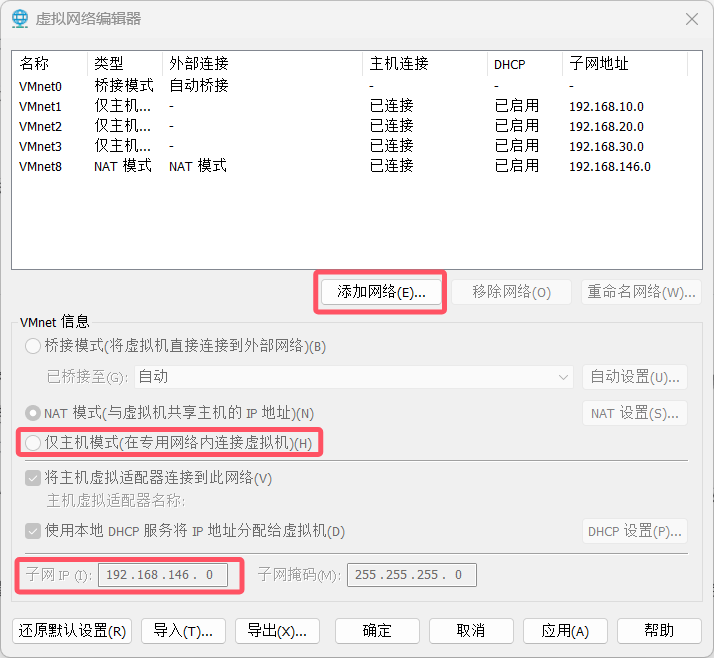 虚拟网络编辑器
名称 类型 外部连接 主机连接 DHCP 子网地址
VMnet0 桥接模式 自动桥接 - - -
VMnet1 仅主机... - 已连接 已启用 192.168.10.0
VMnet2 仅主机... - 已连接 已启用 192.168.20.0
VMnet3 仅主机... - 已连接 已启用 192.168.30.0
VMnet8 NAT 模式 NAT 模式 已连接 已启用 192.168.146.0
添加网络(E)... 移除网络(O) 重命名网络(W)...
VMnet 信息
桥接模式(将虚拟机直接连接到外部网络)(B)
已桥接至(G): 自动 自动设置(U)...
NAT 模式(与虚拟机共享主机的 IP 地址)(N) NAT 设置(S)...
仅主机模式(在专用网络内连接虚拟机)(H)
将主机虚拟适配器连接到此网络(V)
主机虚拟适配器名称:
使用本地 DHCP 服务将 IP 地址分配给虚拟机(D) DHCP 设置(P)...
子网 IP (I): 192.168.146. 0 子网掩码(M): 255.255.255. 0
还原默认设置(R) 导入(T)... 导出(X)... 确定 取消 应用(A) 帮助